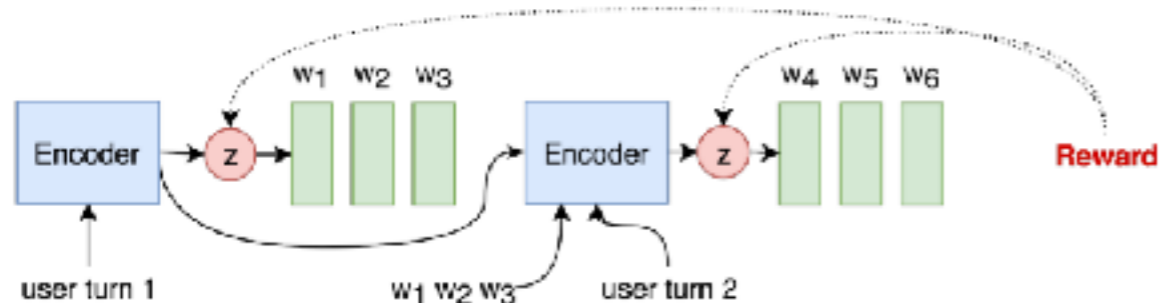 w1 w2 w3 w4 w5 w6
Encoder z Encoder z Reward
user turn 1 w1 w2 w3 user turn 2